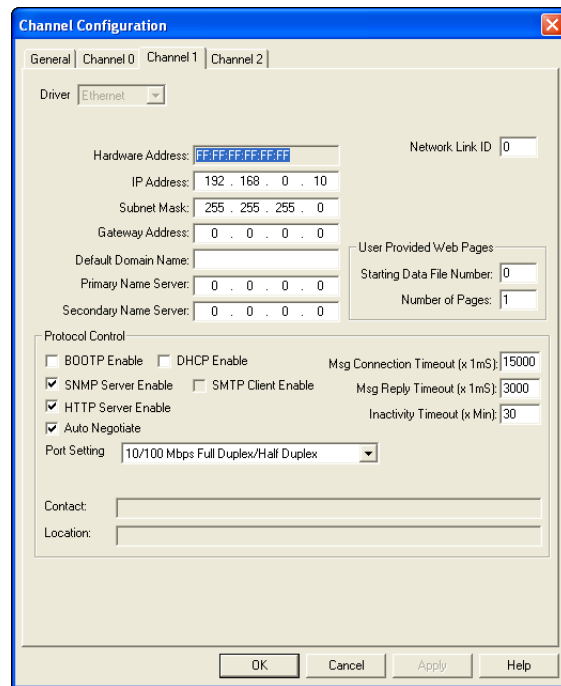 Channel Configuration
General Channel 0 Channel 1 Channel 2
Driver Ethernet
Hardware Address: FF:FF:FF:FF:FF:FF
Network Link ID 0
IP Address: 192 . 168 . 0 . 10
Subnet Mask: 255 . 255 . 255 . 0
Gateway Address: 0 . 0 . 0 . 0
Default Domain Name:
Primary Name Server: 0 . 0 . 0 . 0
Secondary Name Server: 0 . 0 . 0 . 0
User Provided Web Pages
Starting Data File Number: 0
Number of Pages: 1
Protocol Control
BOOTP Enable DHCP Enable
SNMP Server Enable SMTP Client Enable
HTTP Server Enable
Auto Negotiate
Msg Connection Timeout (x 1mS): 15000
Msg Reply Timeout (x 1mS): 3000
Inactivity Timeout (x Min): 30
Port Setting 10/100 Mbps Full Duplex/Half Duplex
Contact:
Location:
OK Cancel Apply Help